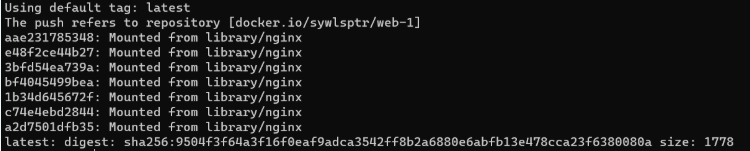 Using default tag: latest
The push refers to repository [docker.io/sywlsptr/web-1]
aae231785348: Mounted from library/nginx
e48f2ce44b27: Mounted from library/nginx
3bfd54ea739a: Mounted from library/nginx
bf4045499bea: Mounted from library/nginx
1b34d645672f: Mounted from library/nginx
c74e4ebd2844: Mounted from library/nginx
a2d7501dfb35: Mounted from library/nginx
latest: digest: sha256:9504f3f64a3f16f0eaf9adca3542ff8b2a6880e6abfb13e478cca23f6380080a size: 1778